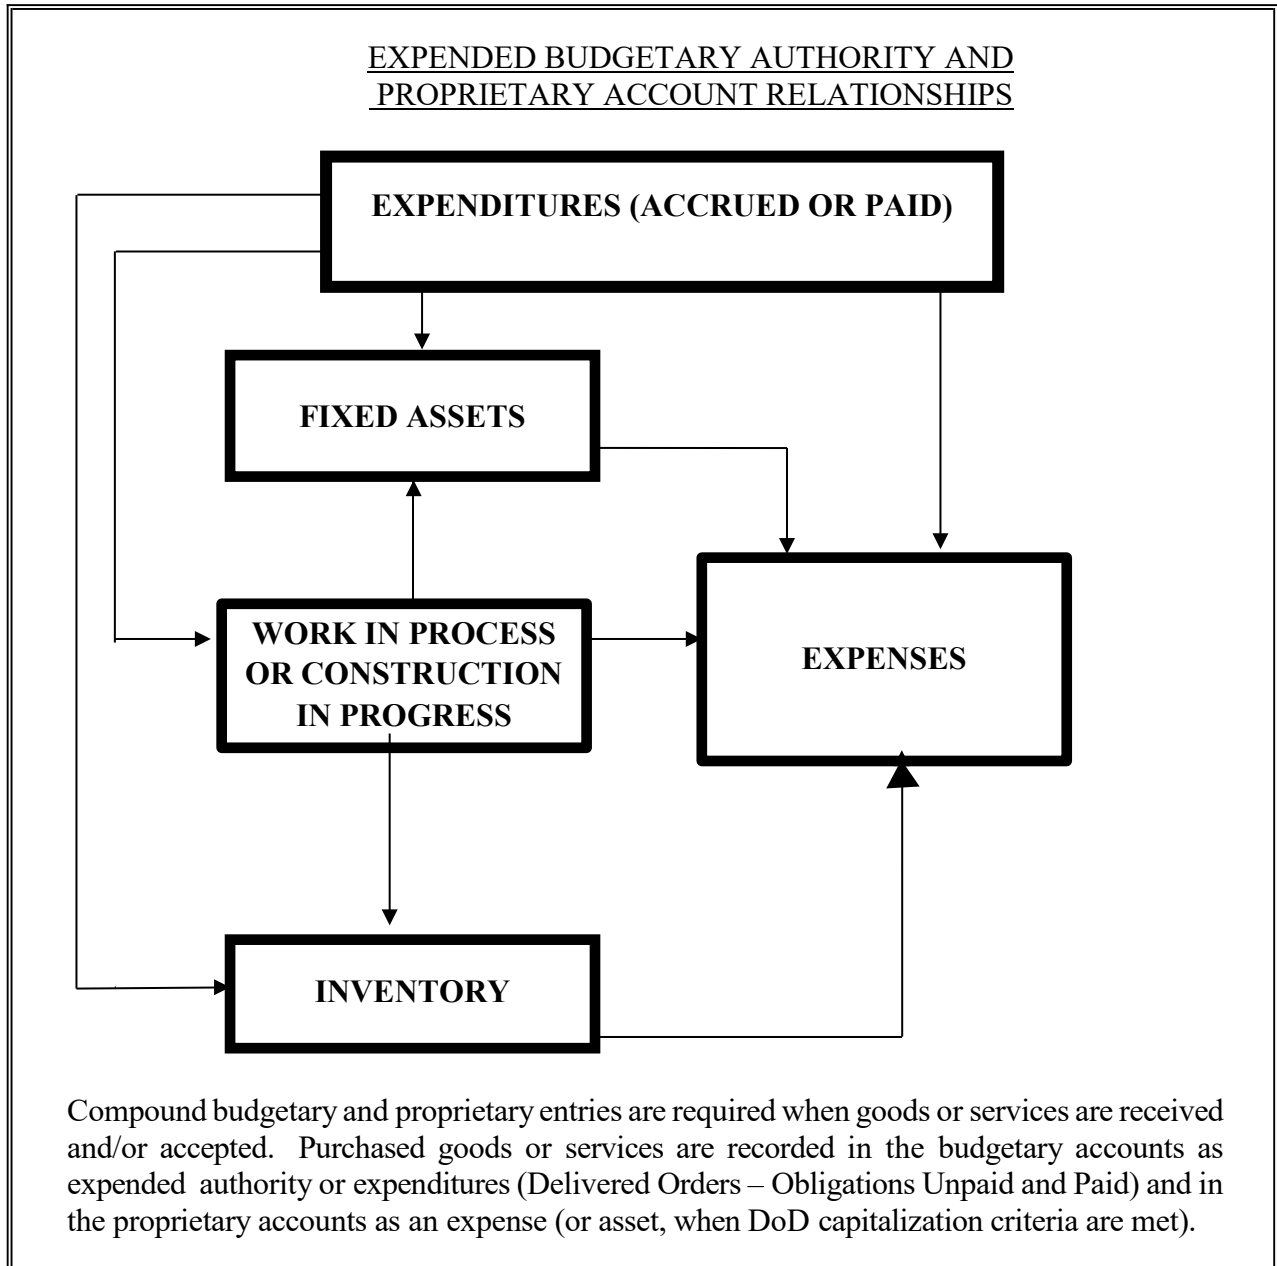 EXPENDED BUDGETARY AUTHORITY AND
PROPRIETARY ACCOUNT RELATIONSHIPS
EXPENDITURES (ACCRUED OR PAID)
FIXED ASSETS
WORK IN PROCESS
OR CONSTRUCTION
IN PROGRESS
EXPENSES
INVENTORY
Compound budgetary and proprietary entries are required when goods or services are received
and/or accepted. Purchased goods or services are recorded in the budgetary accounts as
expended authority or expenditures (Delivered Orders – Obligations Unpaid and Paid) and in
the proprietary accounts as an expense (or asset, when DoD capitalization criteria are met).